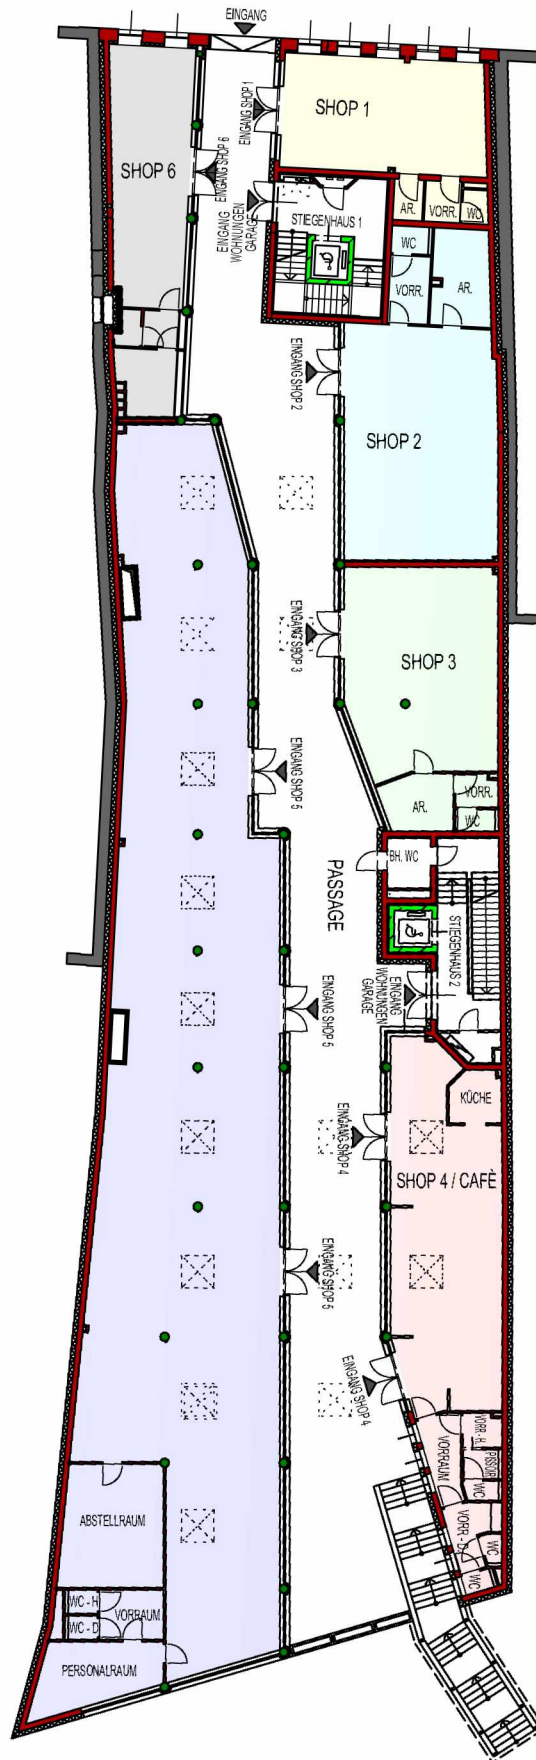 EINGANG
SHOP 1
EINGANG SHOP 1
SHOP 6
EINGANG SHOP 6
EINGANG
WOHNUNGEN
GARAGE
STIEGENHAUS 1
AR.
VORR.
WC
WC
VORR.
AR.
EINGANG SHOP 2
SHOP 2
EINGANG SHOP 3
SHOP 3
EINGANG SHOP 5
AR.
VORR.
WC
BH. WC
PASSAGE
STIEGENHAUS 2
EINGANG
WOHNUNGEN
GARAGE
EINGANG SHOP 5
KÜCHE
EINGANG SHOP 4
SHOP 4 / CAFÈ
EINGANG SHOP 5
EINGANG SHOP 4
VORRAUM
VORR - H.
PISSOIR
WC
VORR - D.
WC
WC
ABSTELLRAUM
WC - H
WC - D
VORRAUM
PERSONALRAUM